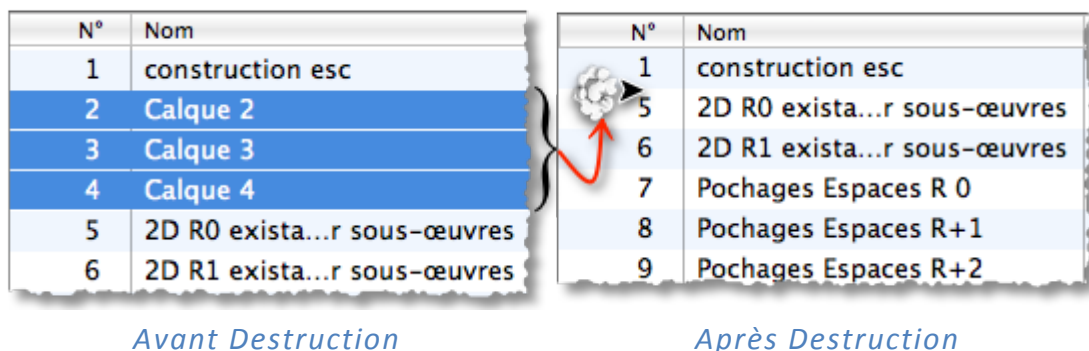 N° Nom
1 construction esc
2 Calque 2
3 Calque 3
4 Calque 4
5 2D R0 exista...r sous-œuvres
6 2D R1 exista...r sous-œuvres
Avant Destruction
N° Nom
1 construction esc
5 2D R0 exista...r sous-œuvres
6 2D R1 exista...r sous-œuvres
7 Pochages Espaces R 0
8 Pochages Espaces R+1
9 Pochages Espaces R+2
Après Destruction